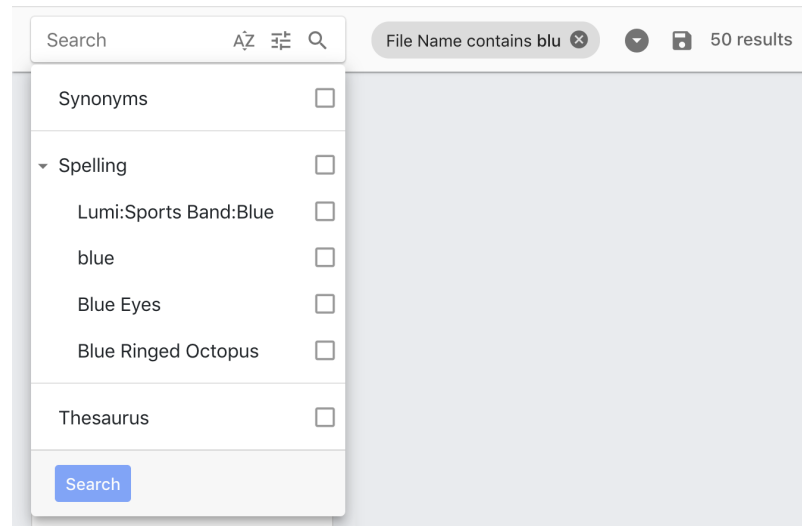 Search
File Name contains blu
50 results
Synonyms
Spelling
Lumi:Sports Band:Blue
blue
Blue Eyes
Blue Ringed Octopus
Thesaurus
Search